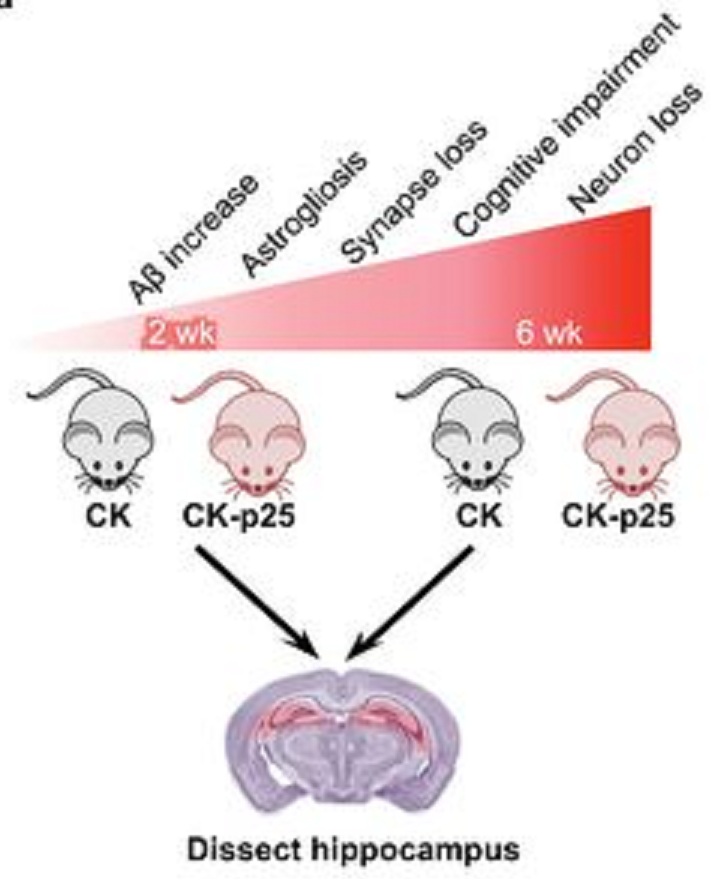 Aβ increase
Astrogliosis
Synapse loss
Cognitive impairment
Neuron loss
2 wk
6 wk
CK
CK-p25
CK
CK-p25
Dissect hippocampus